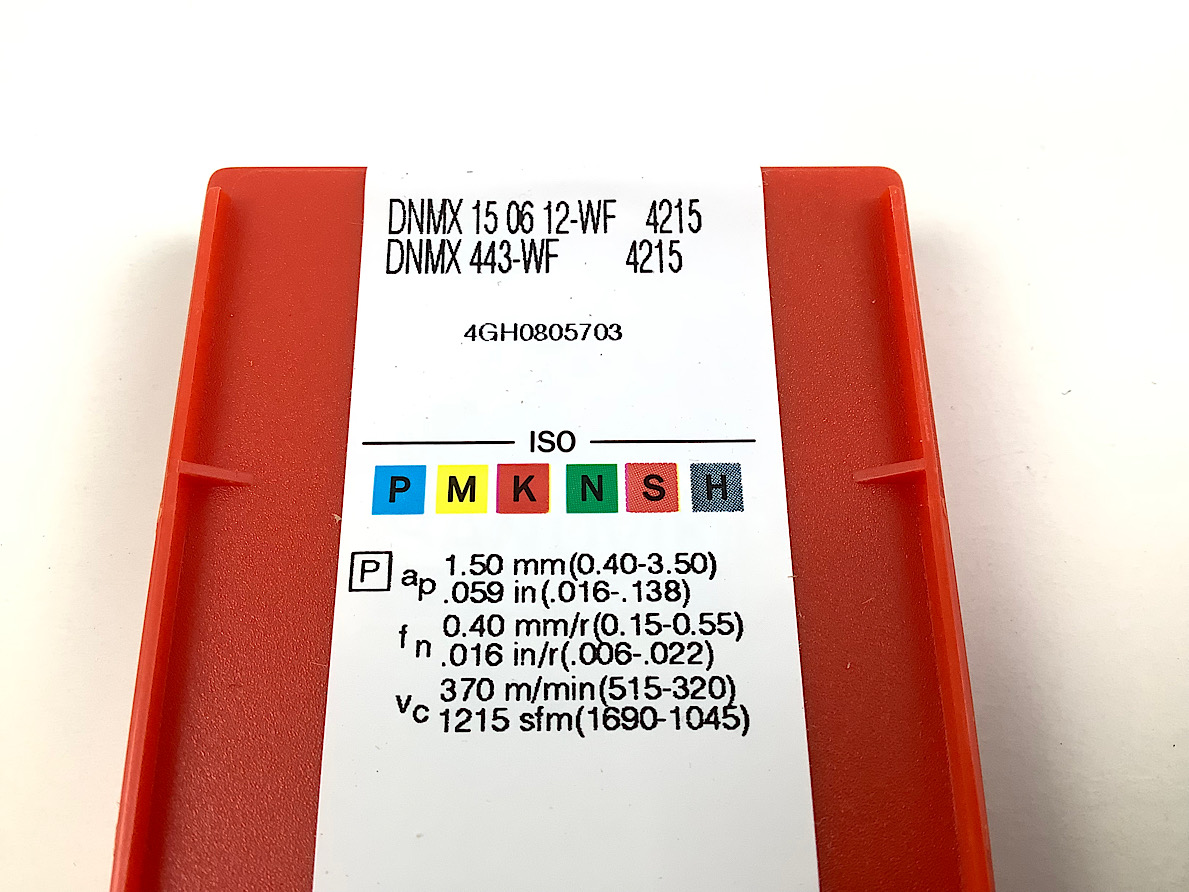 DNMX 15 06 12-WF 4215
DNMX 443-WF 4215
4GH0805703
ISO
P M K N S H
P ap 1.50 mm(0.40-3.50)
.059 in(.016-.138)
fn 0.40 mm/r(0.15-0.55)
.016 in/r(.006-.022)
vc 370 m/min(515-320)
1215 sfm(1690-1045)